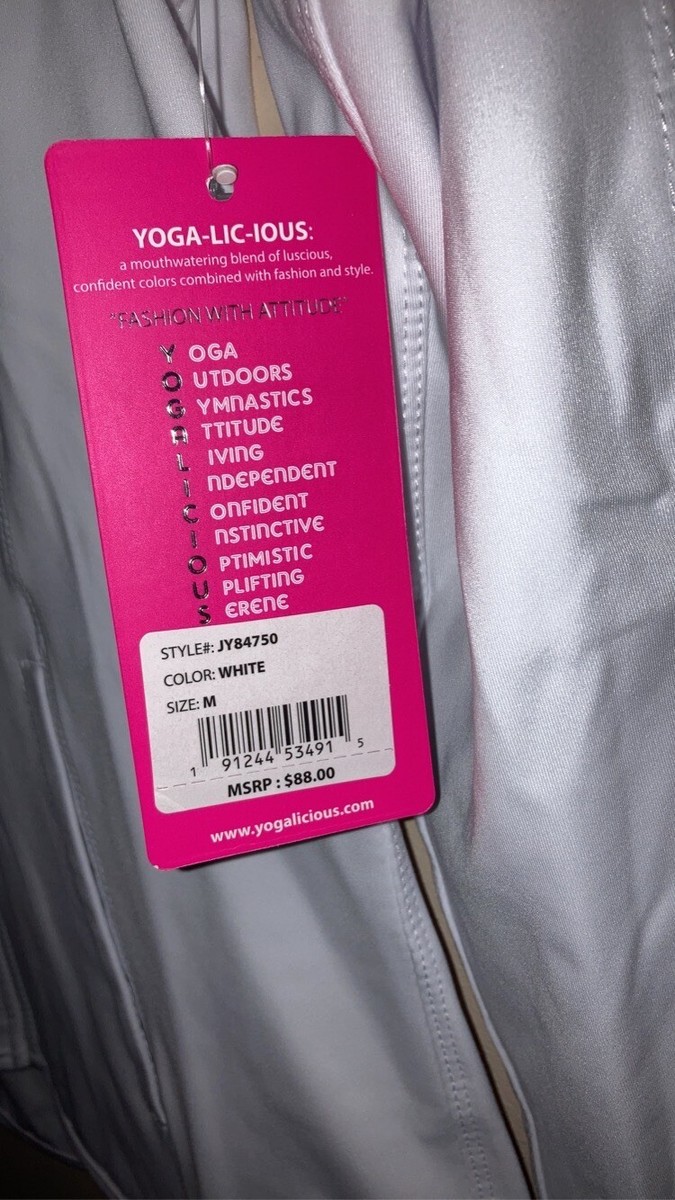 YOGA-LIC-IOUS:
a mouthwatering blend of luscious,
confident colors combined with fashion and style.
"FASHION WITH ATTITUDE"
YOGA
OUTDOORS
GYMNASTICS
ATTITUDE
LIVING
INDEPENDENT
CONFIDENT
INSTINCTIVE
OPTIMISTIC
UPLIFTING
SERENE
STYLE#: JY84750
COLOR: WHITE
SIZE: M
1 91244 53491 5
MSRP : $88.00
www.yogalicious.com